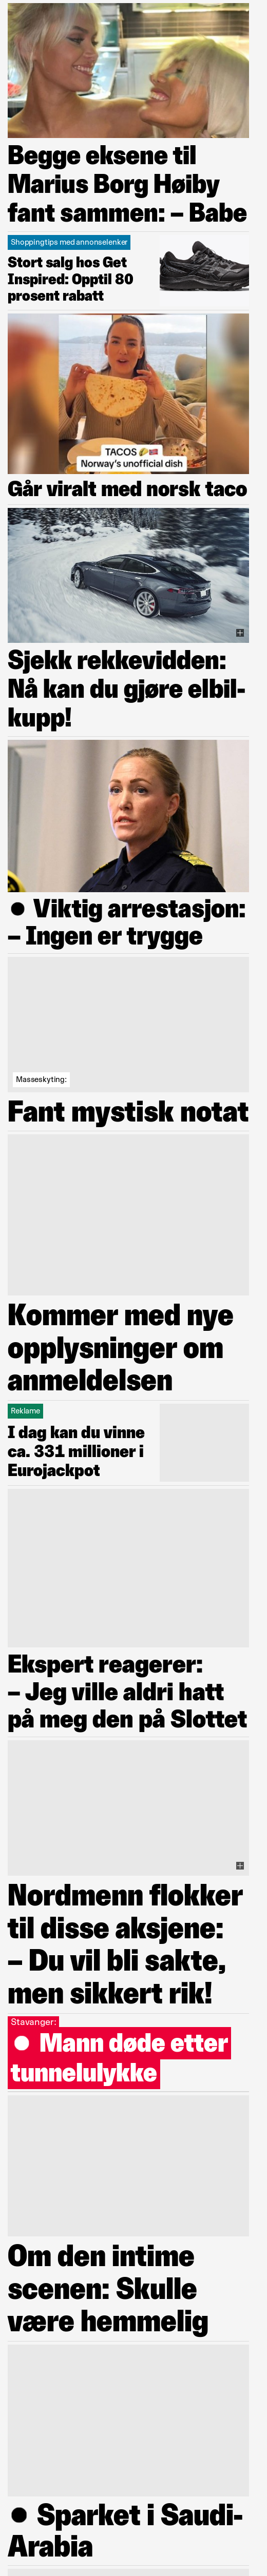 Begge eksene til
Marius Borg Høiby
fant sammen: – Babe
Shoppingtips med annonselenker
Stort salg hos Get
Inspired: Opptil 80
prosent rabatt
TACOS 🌮🇳🇴
Norway's unofficial dish
Går viralt med norsk taco
Sjekk rekkevidden:
Nå kan du gjøre elbil-
kupp!
● Viktig arrestasjon:
– Ingen er trygge
Masseskyting:
Fant mystisk notat
Kommer med nye
opplysninger om
anmeldelsen
Reklame
I dag kan du vinne
ca. 331 millioner i
Eurojackpot
Ekspert reagerer:
– Jeg ville aldri hatt
på meg den på Slottet
Nordmenn flokker
til disse aksjene:
– Du vil bli sakte,
men sikkert rik!
Stavanger:
● Mann døde etter
tunnelulykke
Om den intime
scenen: Skulle
være hemmelig
● Sparket i Saudi-
Arabia